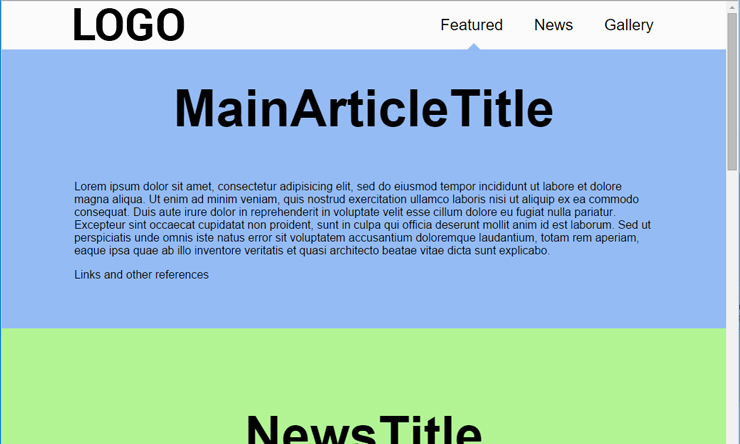 LOGO
Featured News Gallery
MainArticleTitle
Lorem ipsum dolor sit amet, consectetur adipisicing elit, sed do eiusmod tempor incididunt ut labore et dolore
magna aliqua. Ut enim ad minim veniam, quis nostrud exercitation ullamco laboris nisi ut aliquip ex ea commodo
consequat. Duis aute irure dolor in reprehenderit in voluptate velit esse cillum dolore eu fugiat nulla pariatur.
Excepteur sint occaecat cupidatat non proident, sunt in culpa qui officia deserunt mollit anim id est laborum. Sed ut
perspiciatis unde omnis iste natus error sit voluptatem accusantium doloremque laudantium, totam rem aperiam,
eaque ipsa quae ab illo inventore veritatis et quasi architecto beatae vitae dicta sunt explicabo.
Links and other references
NewsTitle